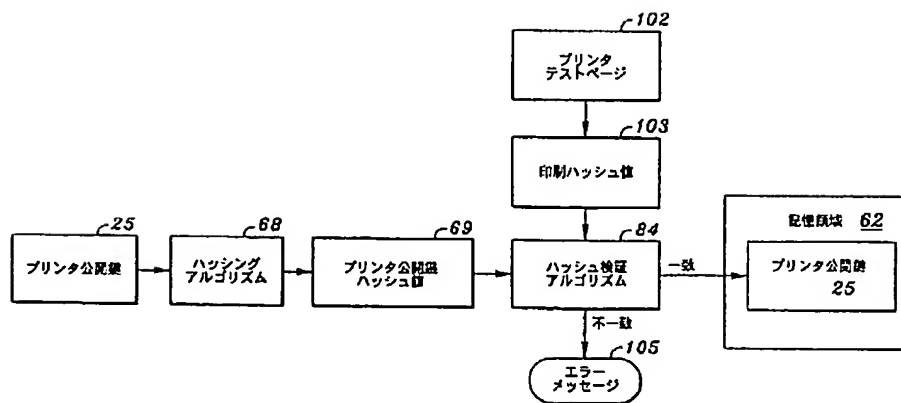 102
プリンタ
テストページ
103
印刷ハッシュ値
25
プリンタ公開鍵
68
ハッシング
アルゴリズム
69
プリンタ公開鍵
ハッシュ値
84
ハッシュ検証
アルゴリズム
一致
記憶領域 62
プリンタ公開鍵
25
不一致
105
エラー
メッセージ